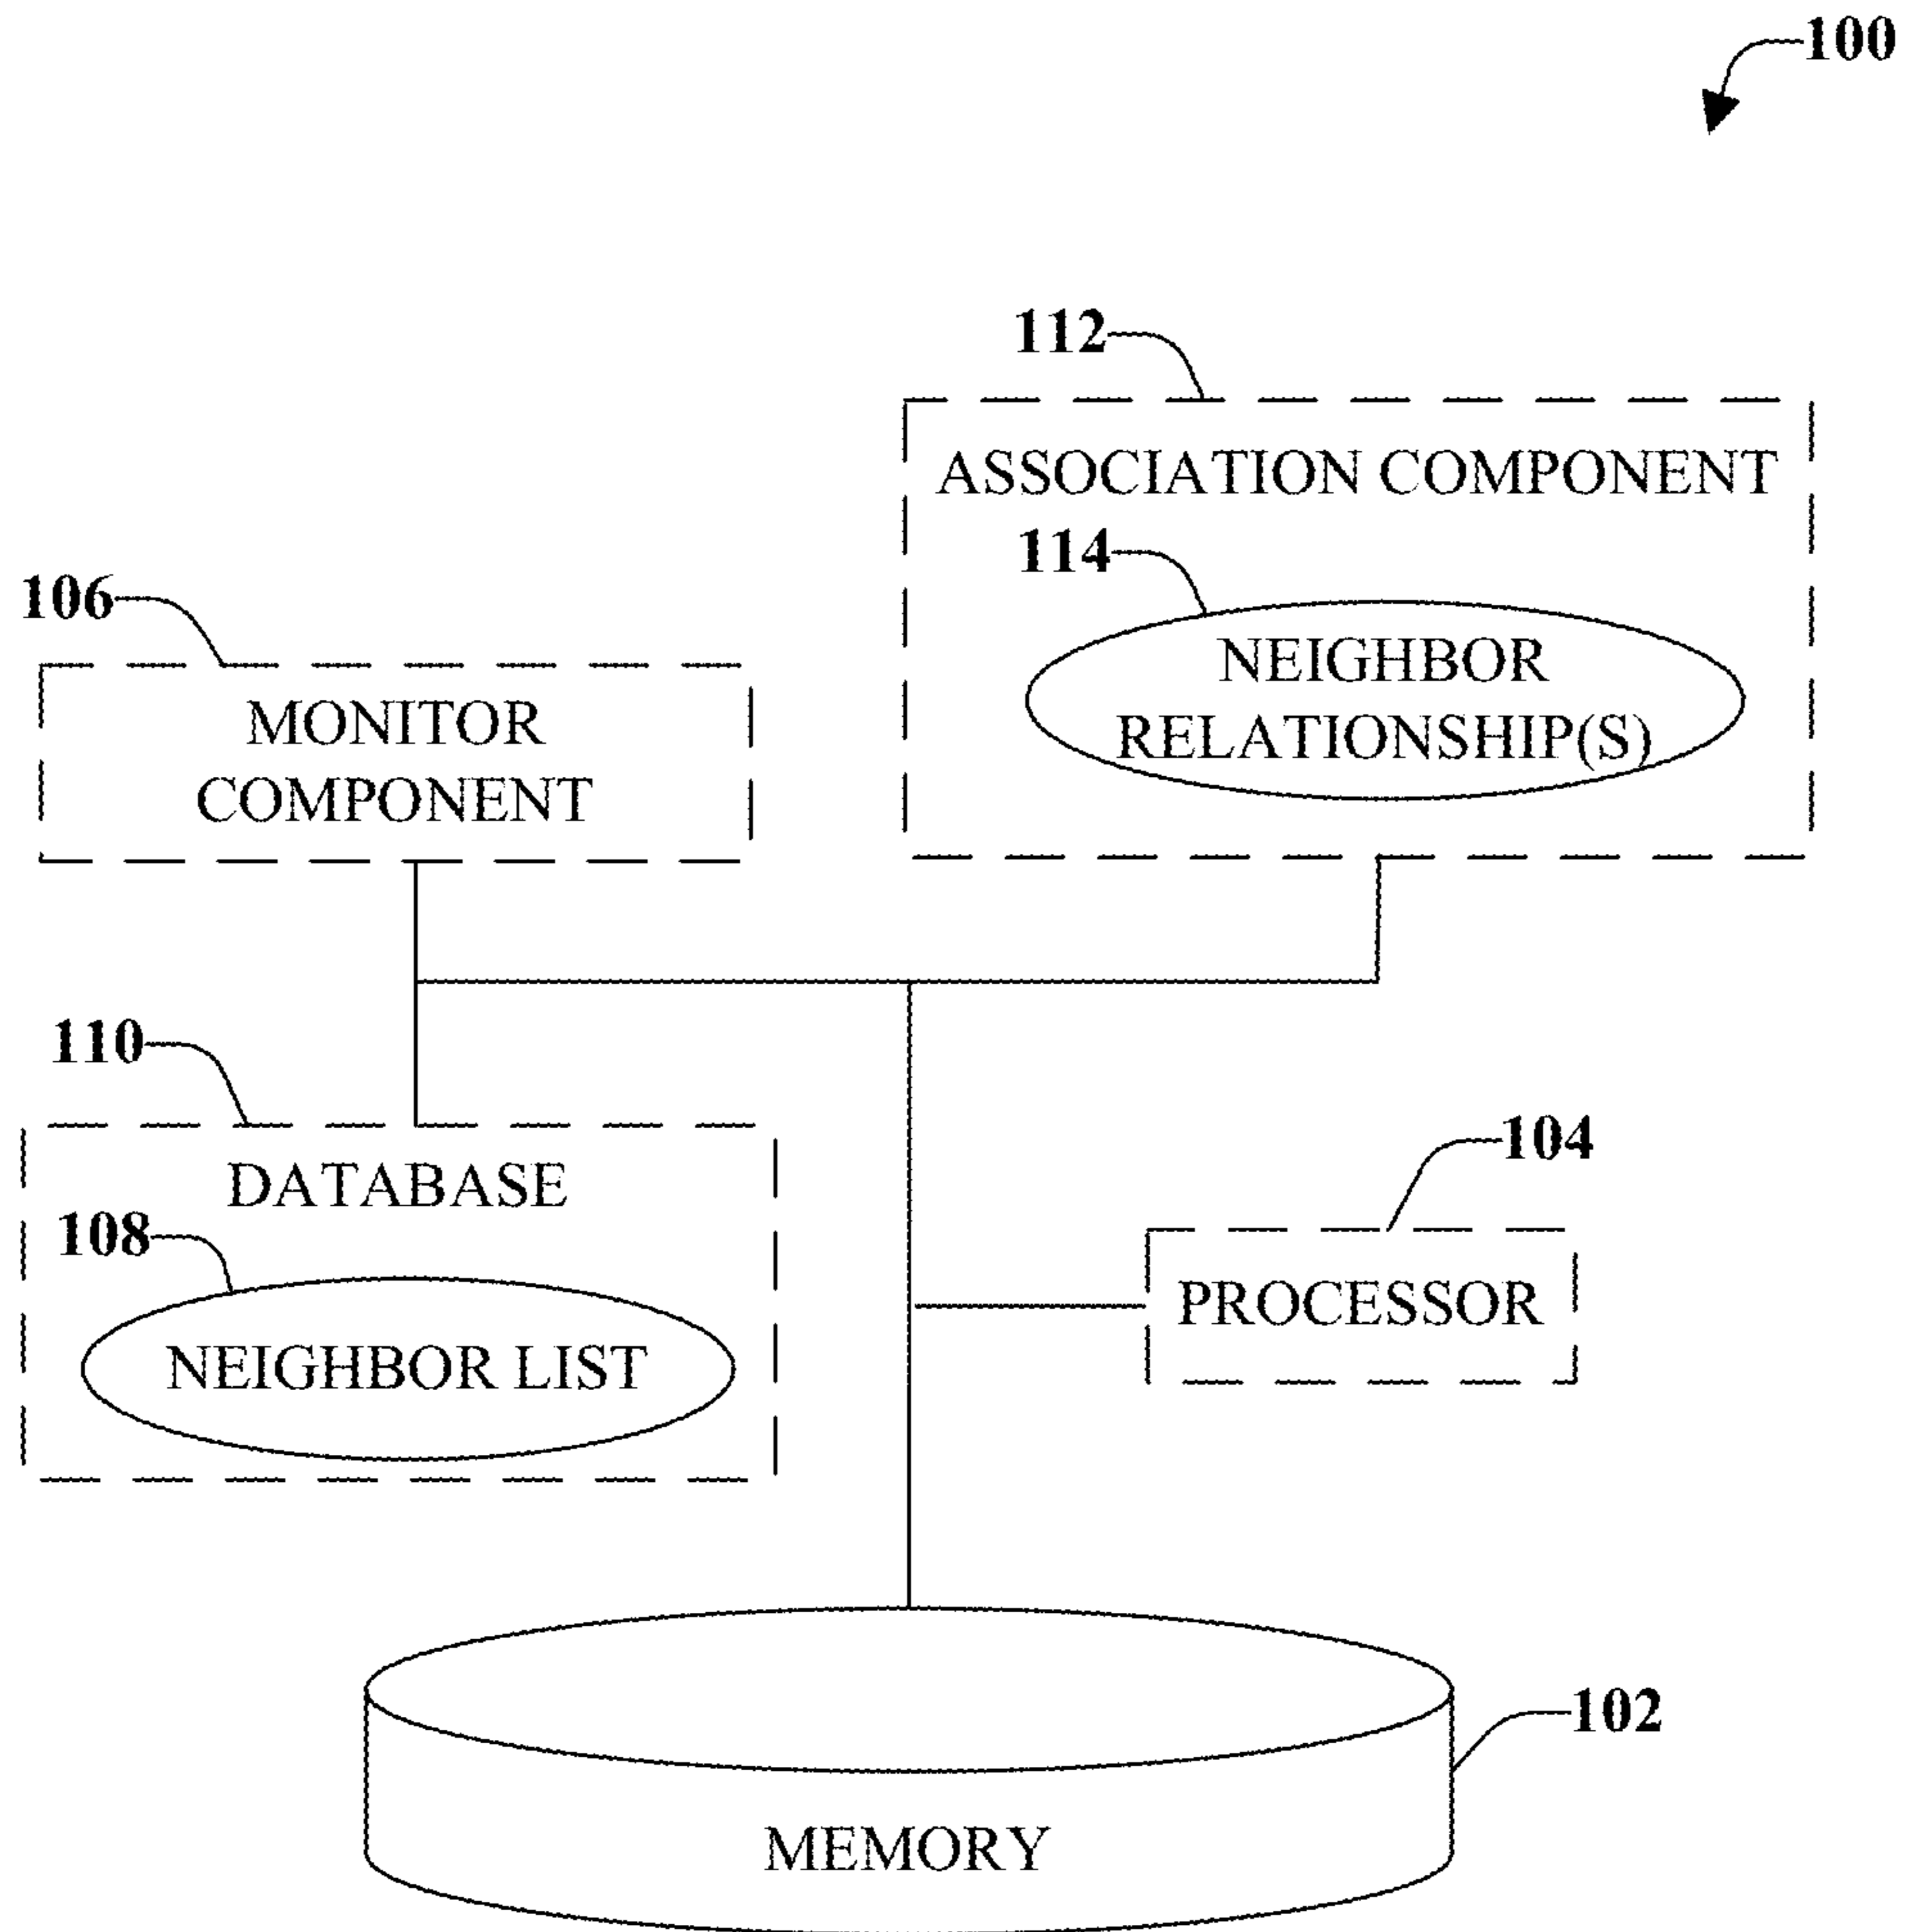 100
112
ASSOCIATION COMPONENT
114
NEIGHBOR
RELATIONSHIP(S)
106
MONITOR
COMPONENT
110
DATABASE
108
NEIGHBOR LIST
104
PROCESSOR
102
MEMORY